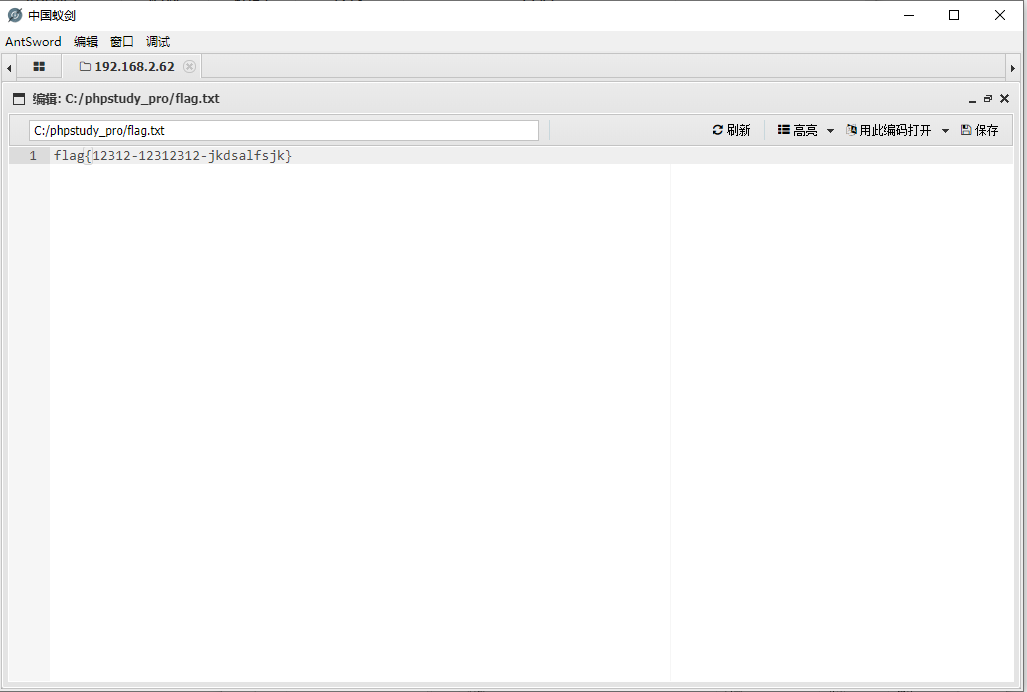 中国蚁剑
AntSword 编辑 窗口 调试
192.168.2.62
编辑: C:/phpstudy_pro/flag.txt
C:/phpstudy_pro/flag.txt 刷新 高亮 用此编码打开 保存
1 flag{12312-12312312-jkdsalfsjk}